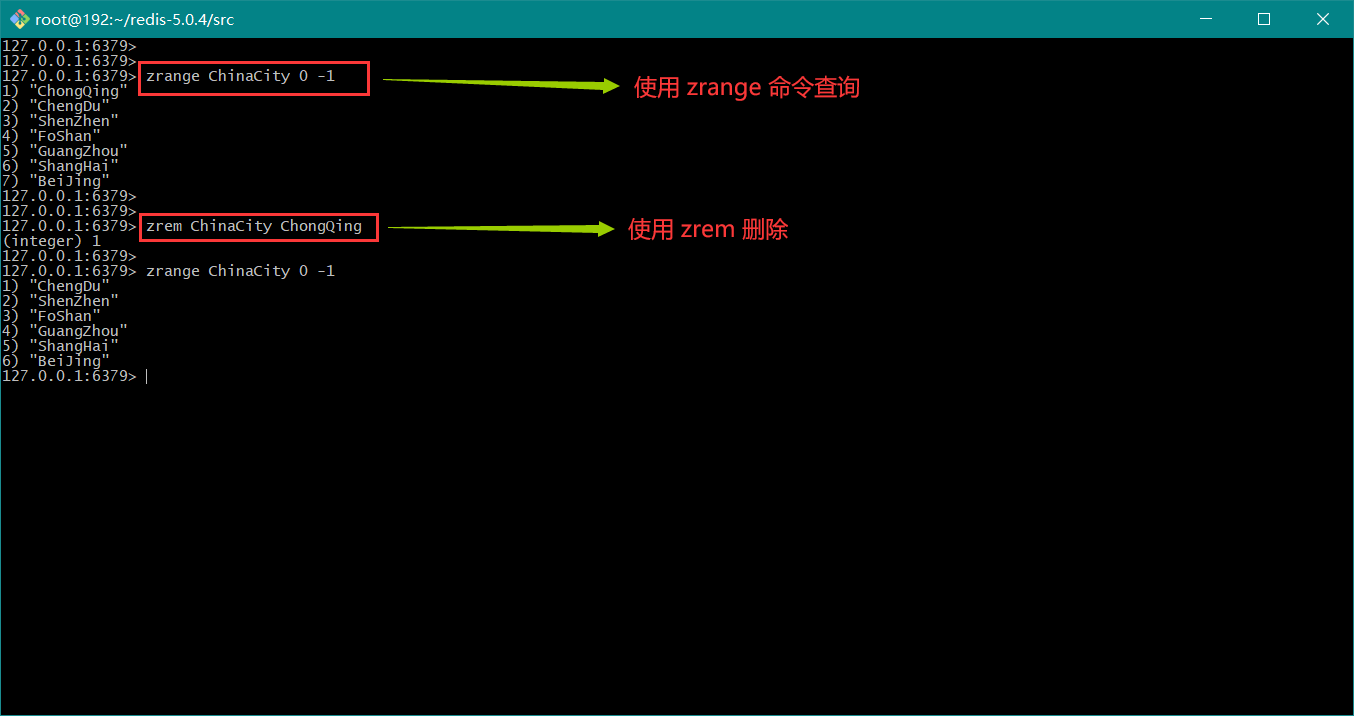 root@192:~/redis-5.0.4/src
127.0.0.1:6379>
127.0.0.1:6379>
127.0.0.1:6379> zrange ChinaCity 0 -1
使用 zrange 命令查询
1) "ChongQing"
2) "ChengDu"
3) "ShenZhen"
4) "FoShan"
5) "GuangZhou"
6) "ShangHai"
7) "BeiJing"
127.0.0.1:6379>
127.0.0.1:6379>
127.0.0.1:6379> zrem ChinaCity ChongQing
使用 zrem 删除
(integer) 1
127.0.0.1:6379>
127.0.0.1:6379> zrange ChinaCity 0 -1
1) "ChengDu"
2) "ShenZhen"
3) "FoShan"
4) "GuangZhou"
5) "ShangHai"
6) "BeiJing"
127.0.0.1:6379>